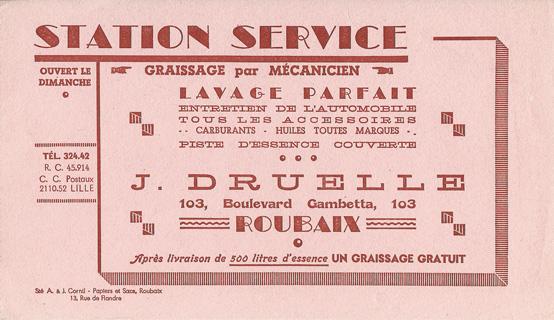 STATION SERVICE
OUVERT LE
DIMANCHE
GRAISSAGE par MÉCANICIEN
LAVAGE PARFAIT
ENTRETIEN DE L'AUTOMOBILE
TOUS LES ACCESSOIRES
-- CARBURANTS - HUILES TOUTES MARQUES --
PISTE D'ESSENCE COUVERTE
TÉL. 324.42
R. C. 45.914
C. C. Postaux
2110.52 LILLE
J. DRUELLE
103, Boulevard Gambetta, 103
ROUBAIX
Après livraison de 500 litres d'essence UN GRAISSAGE GRATUIT
Sté A. & J. Cornil - Papiers et Sacs, Roubaix
13, Rue de Flandre